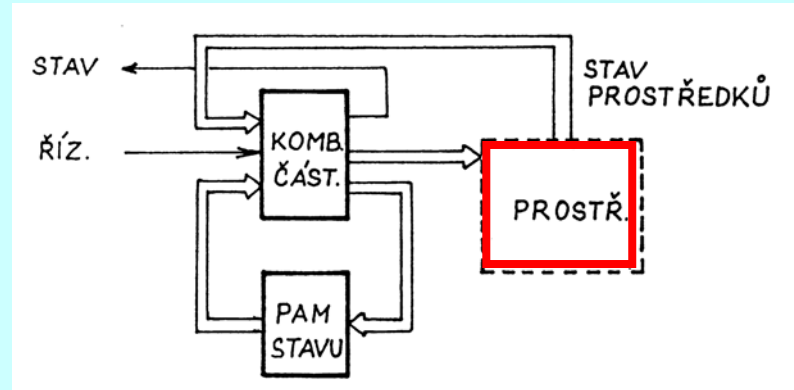 STAV
STAV
PROSTŘEDKŮ
ŘÍZ.
KOMB.
ČÁST.
PROSTŘ.
PAM
STAVU